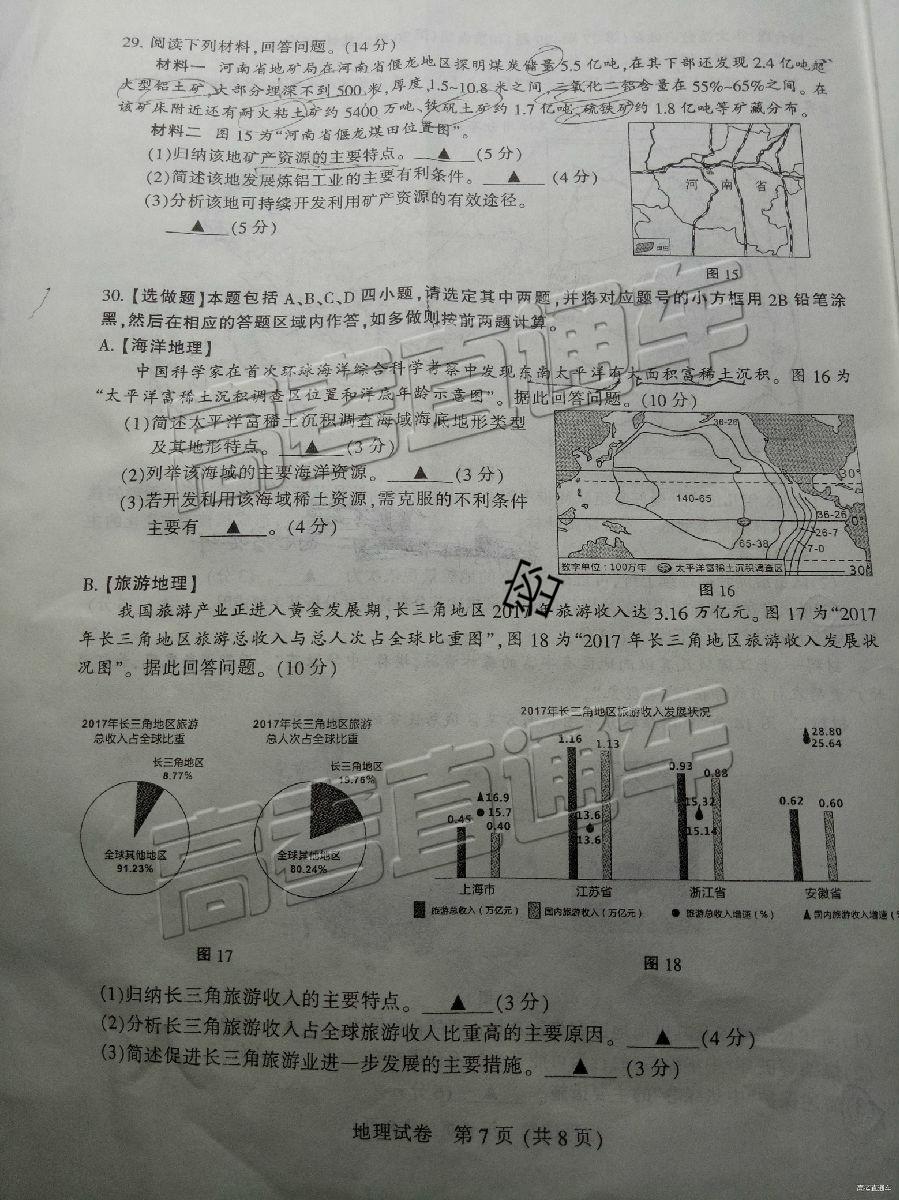 29. 阅读下列材料,回答问题。(14分)
材料一 河南省地矿局在河南省偃龙地区探明煤炭储量5.5亿吨,在其下部还发现2.4亿吨超
大型铝土矿,大部分埋深不到500米,厚度1.5~10.8米之间,三氧化二铝含量在55%~65%之间。在
该矿床附近还有耐火粘土矿约5400万吨、铁矾土矿约1.7亿吨、硫铁矿约1.8亿吨等矿藏分布。
材料二 图15为“河南省偃龙煤田位置图”。
(1)归纳该地矿产资源的主要特点。 ▲ (5分)
(2)简述该地发展炼铝工业的主要有利条件。 ▲ (4分)
(3)分析该地可持续开发利用矿产资源的有效途径。
▲ (5分)
河 南 省
煤田
图15
30. 【选做题】本题包括A、B、C、D四小题,请选定其中两题,并将对应题号的小方框用2B铅笔涂
黑,然后在相应的答题区域内作答,如多做则按前两题计算。
A. 【海洋地理】
中国科学家在首次环球海洋综合科学考察中发现东南太平洋有大面积富稀土沉积。图16为
“太平洋富稀土沉积调查区位置和洋底年龄示意图”。据此回答问题。(10分)
(1)简述太平洋富稀土沉积调查海域海底地形类型
及其地形特点。 ▲ (3分)
(2)列举该海域的主要海洋资源。 ▲ (3分)
(3)若开发利用该海域稀土资源,需克服的不利条件
主要有 ▲ 。(4分)
38-26
30°
140-65
38-26
26-7
65-38
7-0
0°
30°
数字单位:100万年 太平洋富稀土沉积调查区
图16
B. 【旅游地理】
我国旅游产业正进入黄金发展期,长三角地区2017年旅游收入达3.16万亿元。图17为“2017
年长三角地区旅游总收入与总人次占全球比重图”,图18为“2017年长三角地区旅游收入发展状
况图”。据此回答问题。(10分)
2017年长三角地区旅游
总收入占全球比重
长三角地区
8.77%
全球其他地区
91.23%
2017年长三角地区旅游
总人次占全球比重
长三角地区
19.76%
全球其他地区
80.24%
图17
2017年长三角地区旅游收入发展状况
0.45
▲16.9
●15.7
0.40
1.16
1.13
13.6
13.6
0.93
0.88
15.32
15.14
28.80
25.64
0.62
0.60
上海市 江苏省 浙江省 安徽省
旅游总收入(万亿元) 国内旅游收入(万亿元) ●旅游总收入增速(%) ▲国内旅游收入增速(%
图18
(1)归纳长三角旅游收入的主要特点。 ▲ (3分)
(2)分析长三角旅游收入占全球旅游收入比重高的主要原因。 ▲ (4分)
(3)简述促进长三角旅游业进一步发展的主要措施。 ▲ (3分)
地理试卷 第7页(共8页)
高考直通车
高考直通车
高考直通车